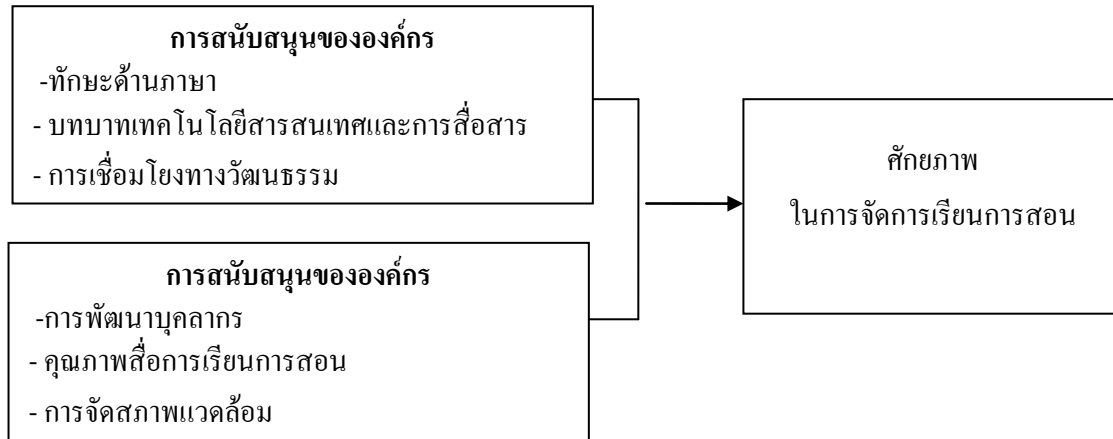 การสนับสนุนขององค์กร
-ทักษะด้านภาษา
- บทบาทเทคโนโลยีสารสนเทศและการสื่อสาร
- การเชื่อมโยงทางวัฒนธรรม
การสนับสนุนขององค์กร
-การพัฒนาบุคลากร
- คุณภาพสื่อการเรียนการสอน
- การจัดสภาพแวดล้อม
ศักยภาพ
ในการจัดการเรียนการสอน